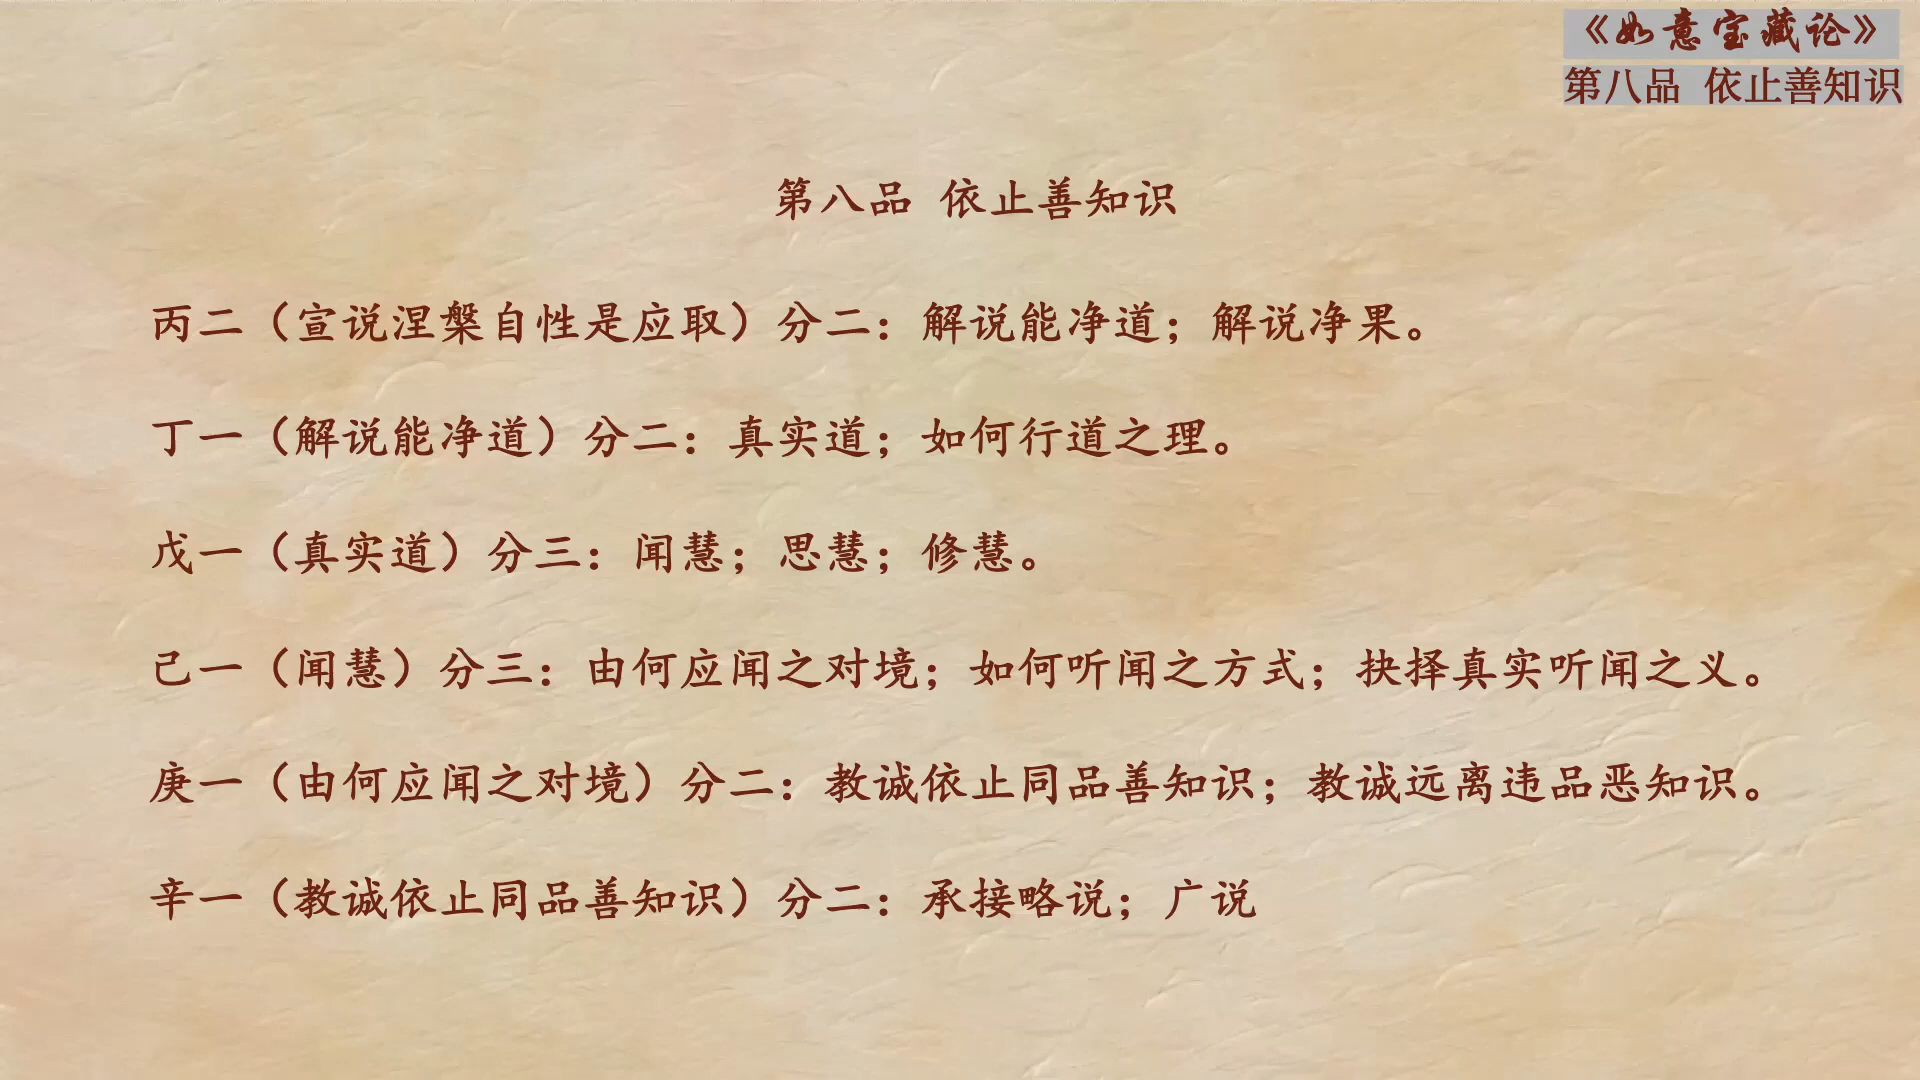 《如意宝藏论》
第八品 依止善知识
第八品 依止善知识
丙二（宣说涅槃自性是应取）分二：解说能净道；解说净果。
丁一（解说能净道）分二：真实道；如何行道之理。
戊一（真实道）分三：闻慧；思慧；修慧。
己一（闻慧）分三：由何应闻之对境；如何听闻之方式；抉择真实听闻之义。
庚一（由何应闻之对境）分二：教诫依止同品善知识；教诫远离违品恶知识。
辛一（教诫依止同品善知识）分二：承接略说；广说